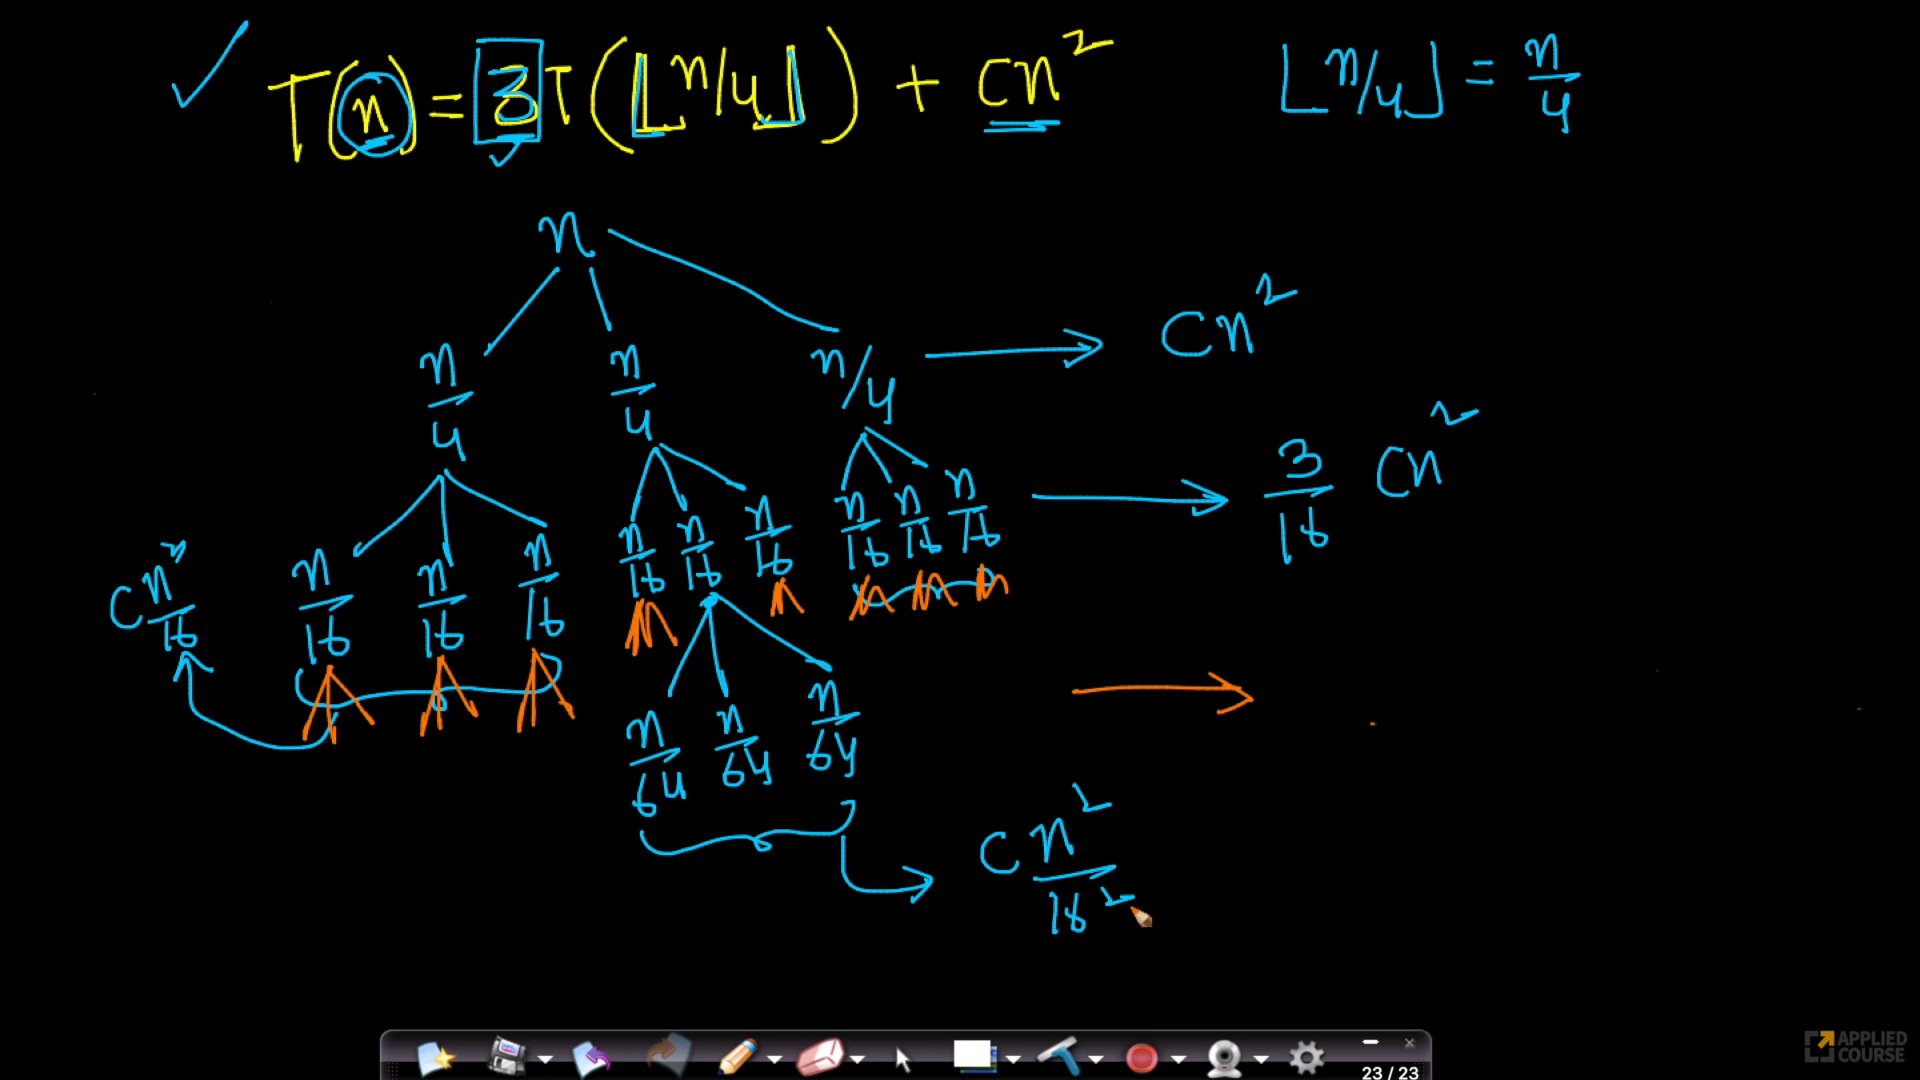 T(n) = 3T(⌊n/4⌋) + Cn² ⌊n/4⌋ = n/4
n
n/4 n/4 n/4 → Cn²
Cn²/16 n/16 n/16 n/16 n/16 n/16 n/16 n/16 n/16 n/16 → 3/16 Cn²
n/64 n/64 n/64
Cn²/16²
23 / 23
APPLIED
COURSE